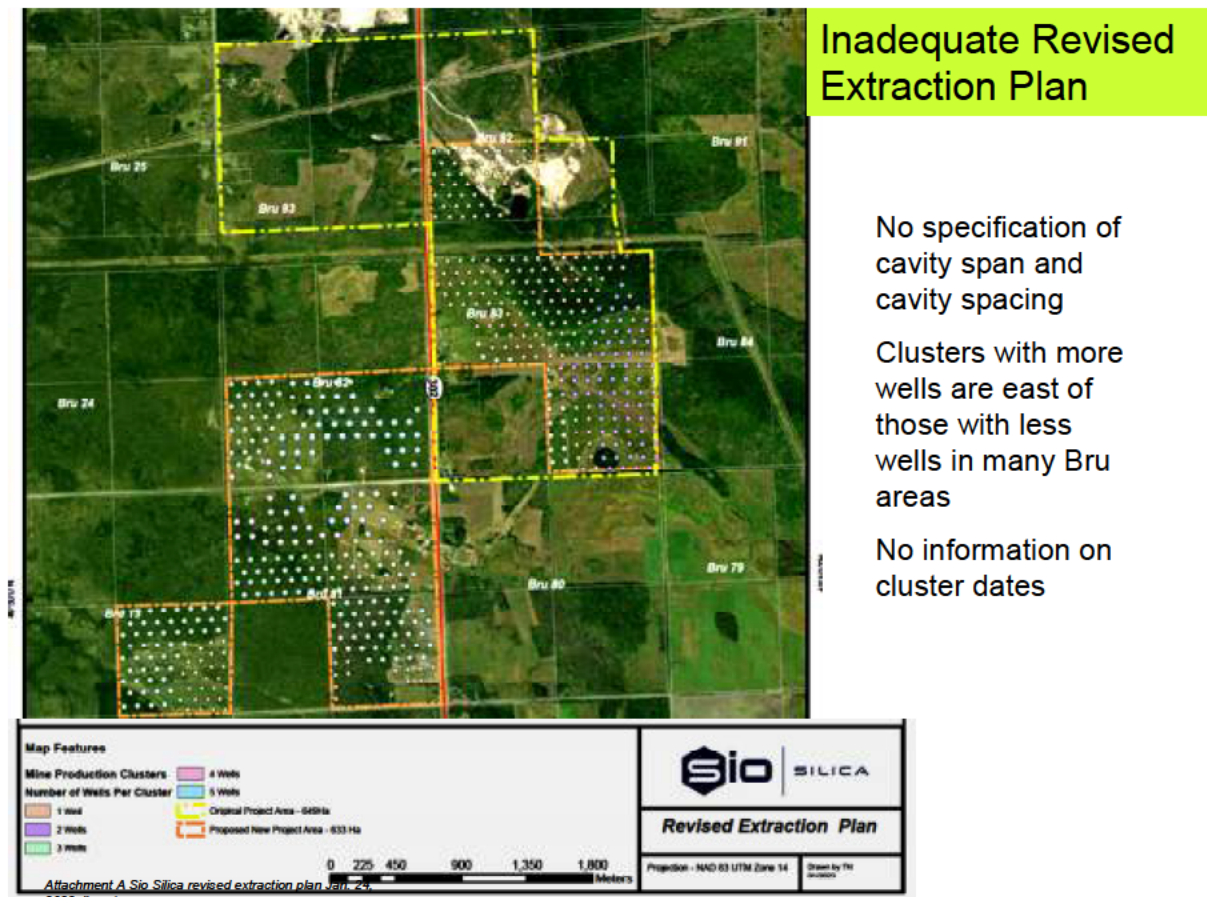 Inadequate Revised
Extraction Plan
No specification of
cavity span and
cavity spacing
Clusters with more
wells are east of
those with less
wells in many Bru
areas
No information on
cluster dates
Bru 92
Bru 91
Bru 25
Bru 93
Bru 83
Bru 84
Bru 82
302
Bru 24
Bru 80
Bru 79
Bru 81
Bru 13
Map Features
Mine Production Clusters
Number of Wells Per Cluster
1 Well
2 Wells
3 Wells
4 Wells
5 Wells
Original Project Area - 649Ha
Proposed New Project Area - 633 Ha
0 225 450 900 1,350 1,800
Meters
Sio SILICA
Revised Extraction Plan
Projection - NAD 83 UTM Zone 14
Drawn by TH
Attachment A Sio Silica revised extraction plan Jan. 24,